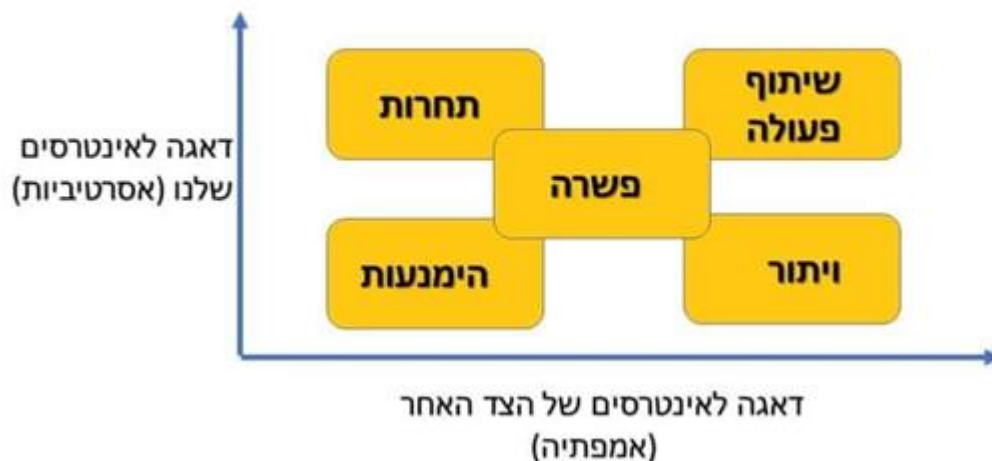 תחרות
שיתוף
פעולה
דאגה לאינטרסים
שלנו (אסרטיביות)
פשרה
הימנעות
ויתור
דאגה לאינטרסים של הצד האחר
(אמפתיה)